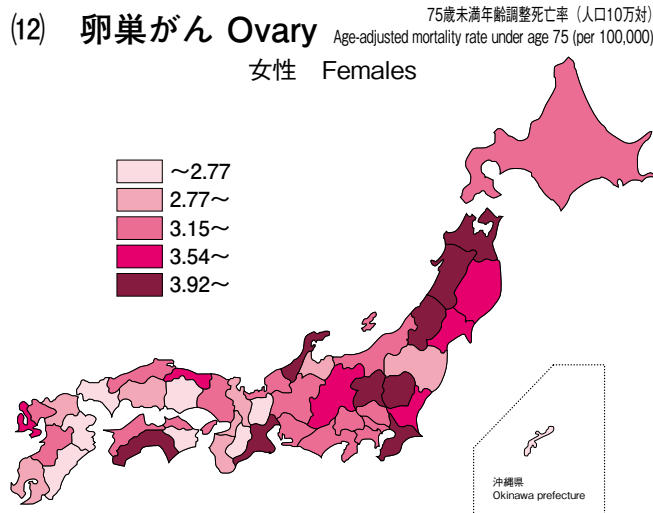 ⑿ 卵巣がん Ovary
75歳未満年齢調整死亡率（人口10万対）
Age-adjusted mortality rate under age 75 (per 100,000)
女性 Females
～2.77
2.77～
3.15～
3.54～
3.92～
沖縄県
Okinawa prefecture